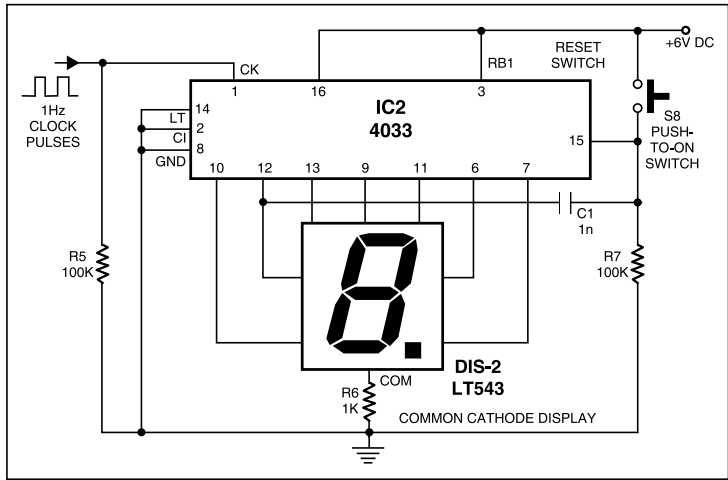 +6V DC
RESET
SWITCH
RB1
CK
1
16
3
1Hz
CLOCK
PULSES
IC2
4033
14
LT
2
CI
8
GND
15
S8
PUSH-
TO-ON
SWITCH
10
12
13
9
11
6
7
C1
1n
R5
100K
R7
100K
DIS-2
LT543
COM
R6
1K
COMMON CATHODE DISPLAY